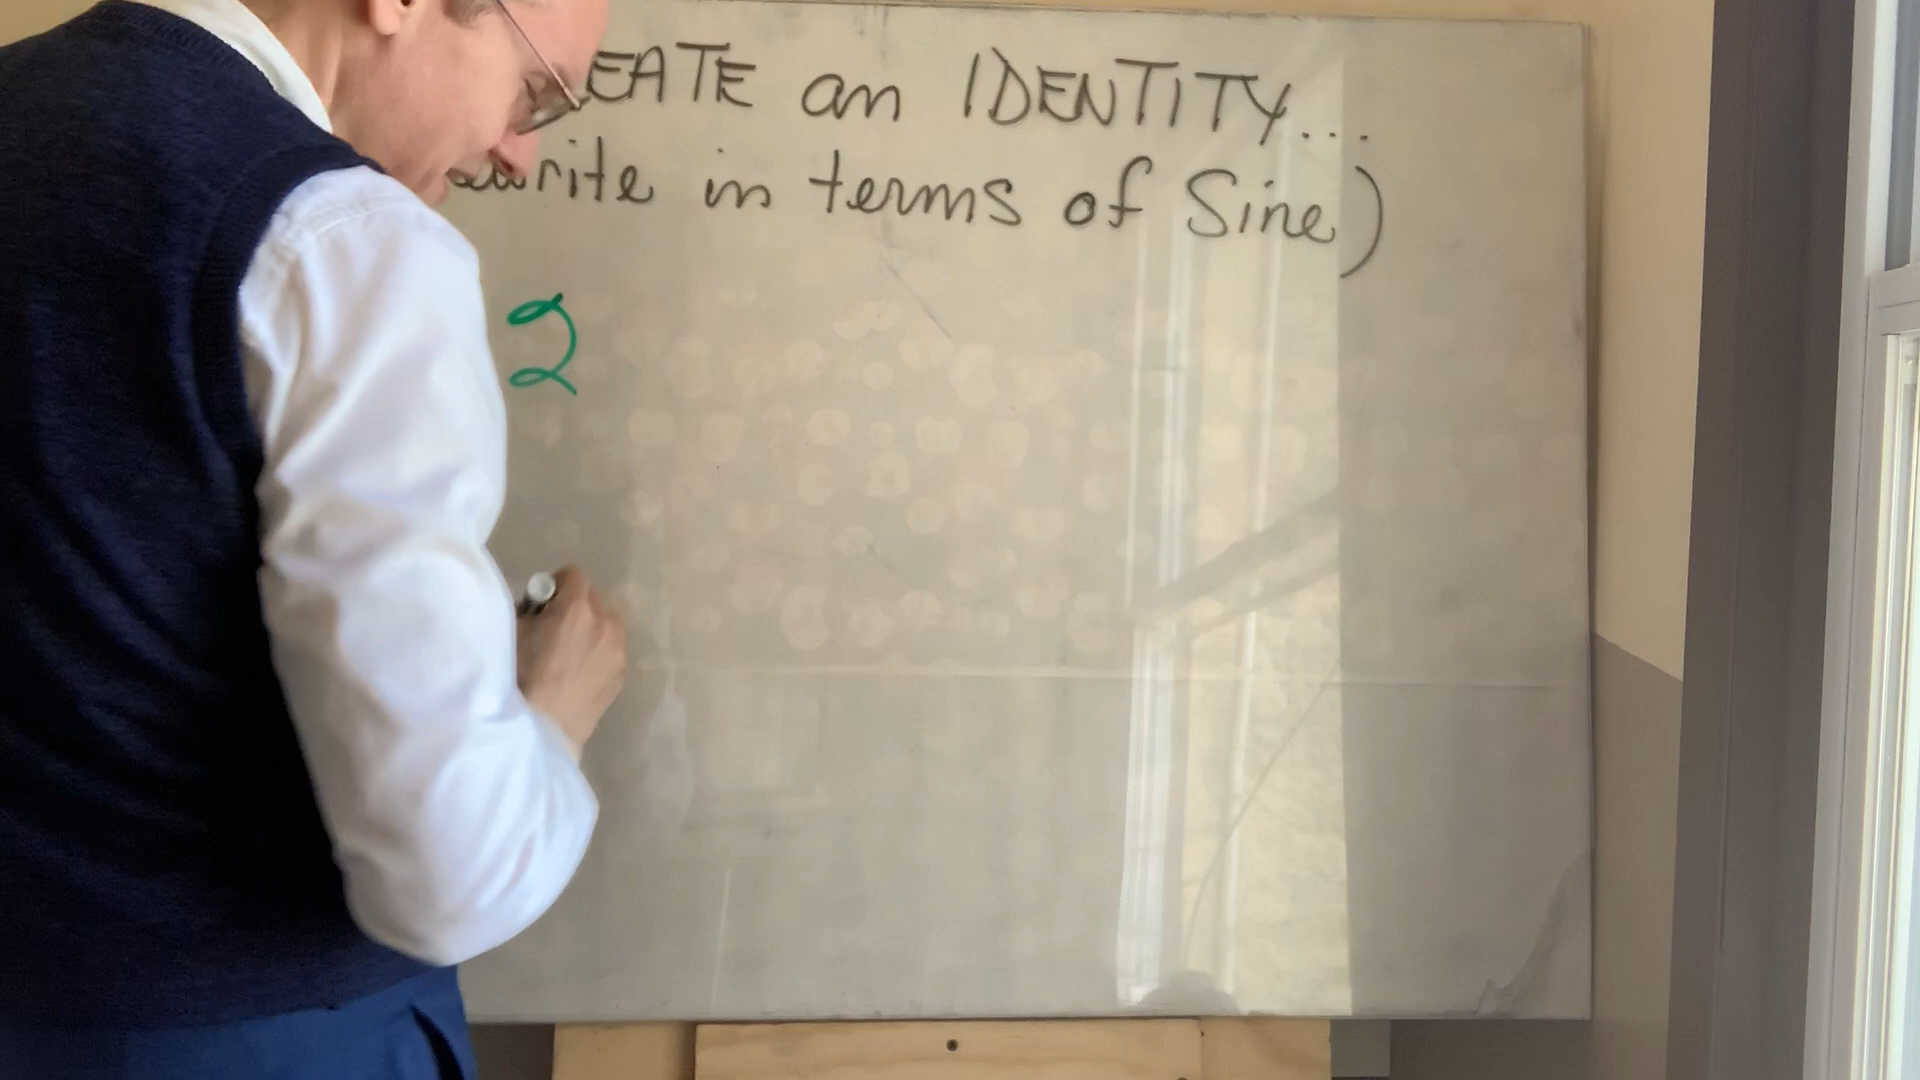 EATE an IDENTITY...
write in terms of Sine)
2